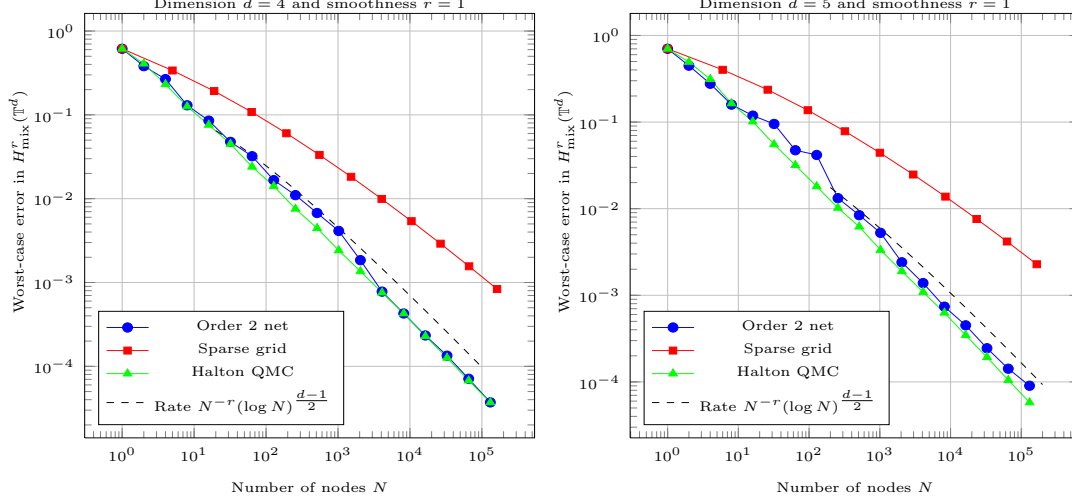 Dimension d = 4 and smoothness r = 1
Worst-case error in H^r_mix(𝕋^d)
10^0
10^−1
10^−2
10^−3
10^−4
Order 2 net
Sparse grid
Halton QMC
Rate N^−r(log N)^(d−1)/2
10^0 10^1 10^2 10^3 10^4 10^5
Number of nodes N
Dimension d = 5 and smoothness r = 1
Worst-case error in H^r_mix(𝕋^d)
10^0
10^−1
10^−2
10^−3
10^−4
Order 2 net
Sparse grid
Halton QMC
Rate N^−r(log N)^(d−1)/2
10^0 10^1 10^2 10^3 10^4 10^5
Number of nodes N